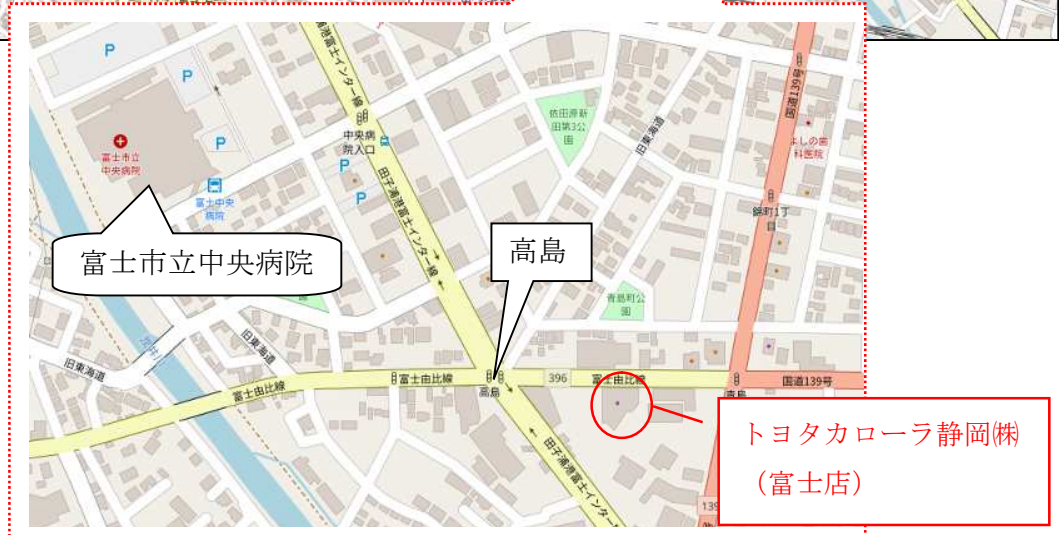 P
P
P
P
P
田子浦港富士インター線
中央病
院入口
依田原新
田第3公
園
旧東海道
国道139号
よしの歯
科医院
富士市立
中央病院
富士中央
病院
錦町1丁
目
田子浦港富士インター線
富士市立中央病院
高島
青島町公
園
旧東海道
旧東海道
富士由比線
富士由比線
高島
396
富士由比線
青島
国道139号
田子浦港富士インター線
139
トヨタカローラ静岡㈱
（富士店）